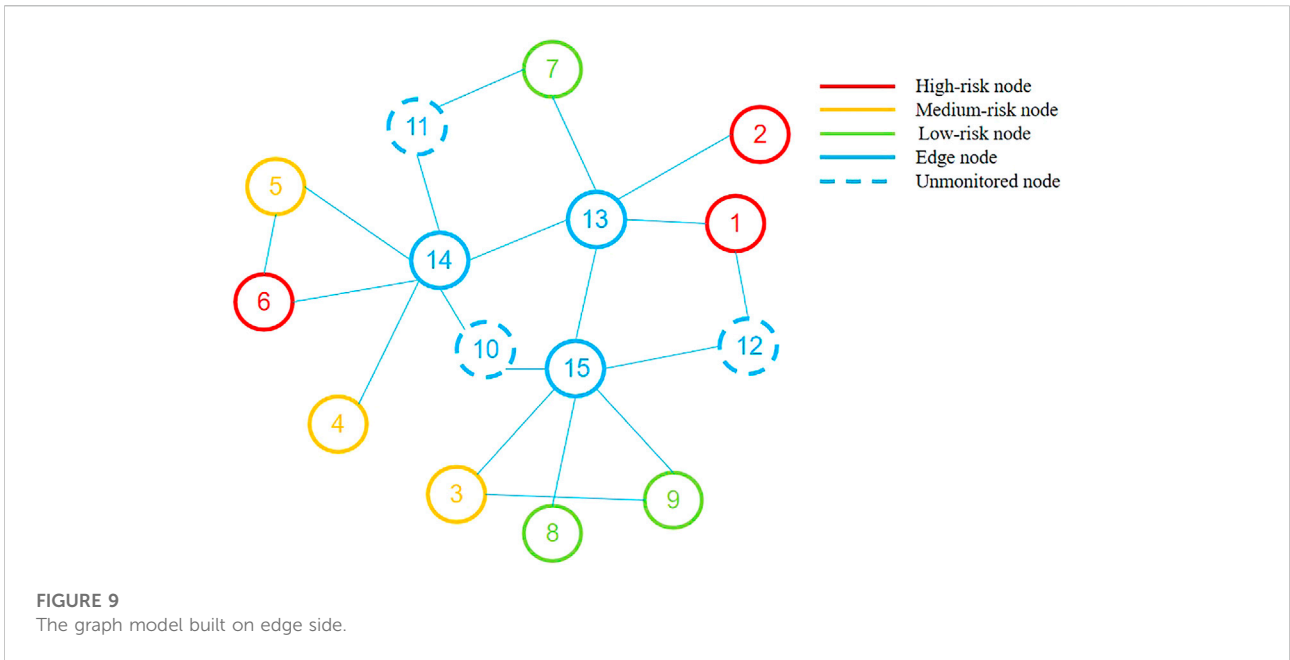 7
11
2
5
13
1
14
6
10
12
15
4
3
9
8
High-risk node
Medium-risk node
Low-risk node
Edge node
Unmonitored node
FIGURE 9
The graph model built on edge side.